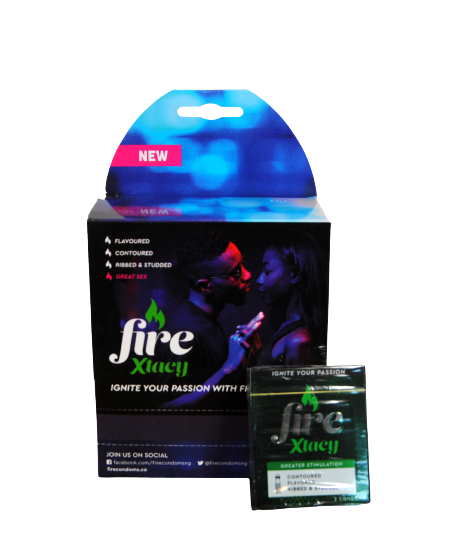 NEW
FLAVOURED
CONTOURED
RIBBED & STUDDED
GREAT SEX
fire
Xtacy
IGNITE YOUR PASSION WITH
JOIN US ON SOCIAL
facebook.com/firecondomsng @firecondomsng
firecondoms.co
IGNITE YOUR PASSION
fire
Xtacy
GREATER STIMULATION
CONTOURED
RIBBED &